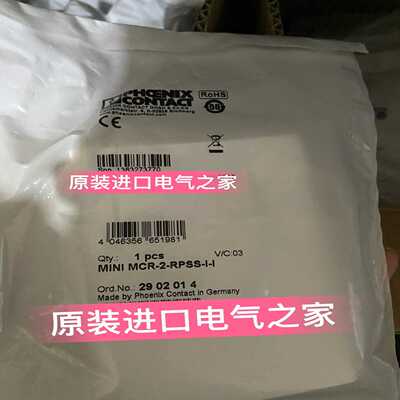 PHŒNIX
CONTACT
RoHS
CE
原装进口电气之家
4 046356 651981
Qty.: 1 pcs V/C:03
MINI MCR-2-RPSS-I-I
Ord.No.: 29 02 01 4
Made by Phoenix Contact in Germany
原装进口电气之家